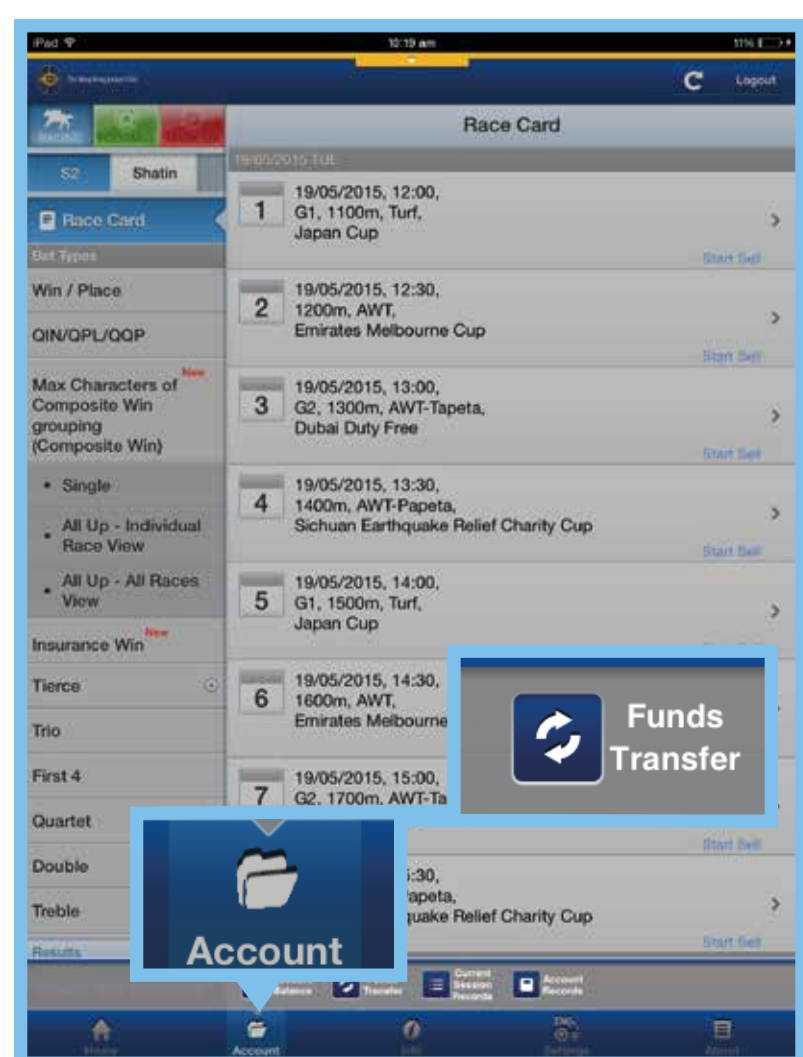 iPad
10:19 am
11%
Logout
Race Card
19/05/2015 TUE
S2
Shatin
Race Card
Bet Types
Win / Place
QIN/QPL/QQP
New
Max Characters of
Composite Win
grouping
(Composite Win)
• Single
• All Up - Individual
Race View
• All Up - All Races
View
New
Insurance Win
Tierce
Trio
First 4
Quartet
Double
Treble
Results
1
19/05/2015, 12:00,
G1, 1100m, Turf,
Japan Cup
Start Sell
2
19/05/2015, 12:30,
1200m, AWT,
Emirates Melbourne Cup
Start Sell
3
19/05/2015, 13:00,
G2, 1300m, AWT-Tapeta,
Dubai Duty Free
Start Sell
4
19/05/2015, 13:30,
1400m, AWT-Papeta,
Sichuan Earthquake Relief Charity Cup
Start Sell
5
19/05/2015, 14:00,
G1, 1500m, Turf,
Japan Cup
6
19/05/2015, 14:30,
1600m, AWT,
Emirates Melbourne
7
19/05/2015, 15:00,
G2, 1700m, AWT-Ta
Start Sell
5:30,
apeta,
quake Relief Charity Cup
Start Sell
Funds
Transfer
Account
Balance
Transfer
Current
Session
Records
Account
Records
Home
Account
Info
Settings
About